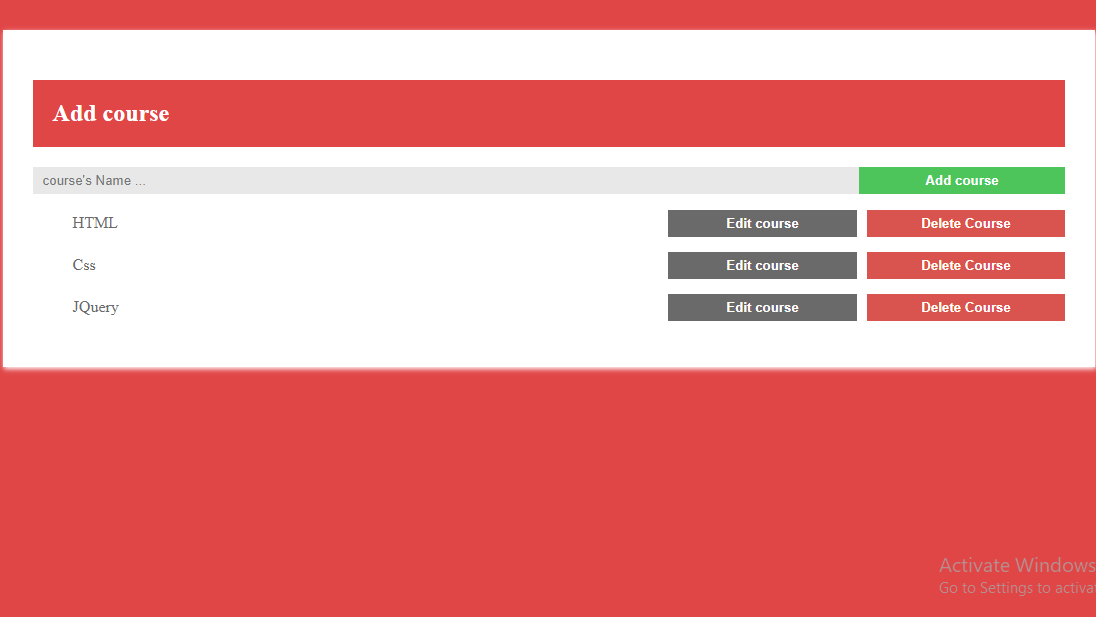 Add course
course's Name ... Add course
HTML Edit course Delete Course
Css Edit course Delete Course
JQuery Edit course Delete Course
Activate Windows
Go to Settings to activa